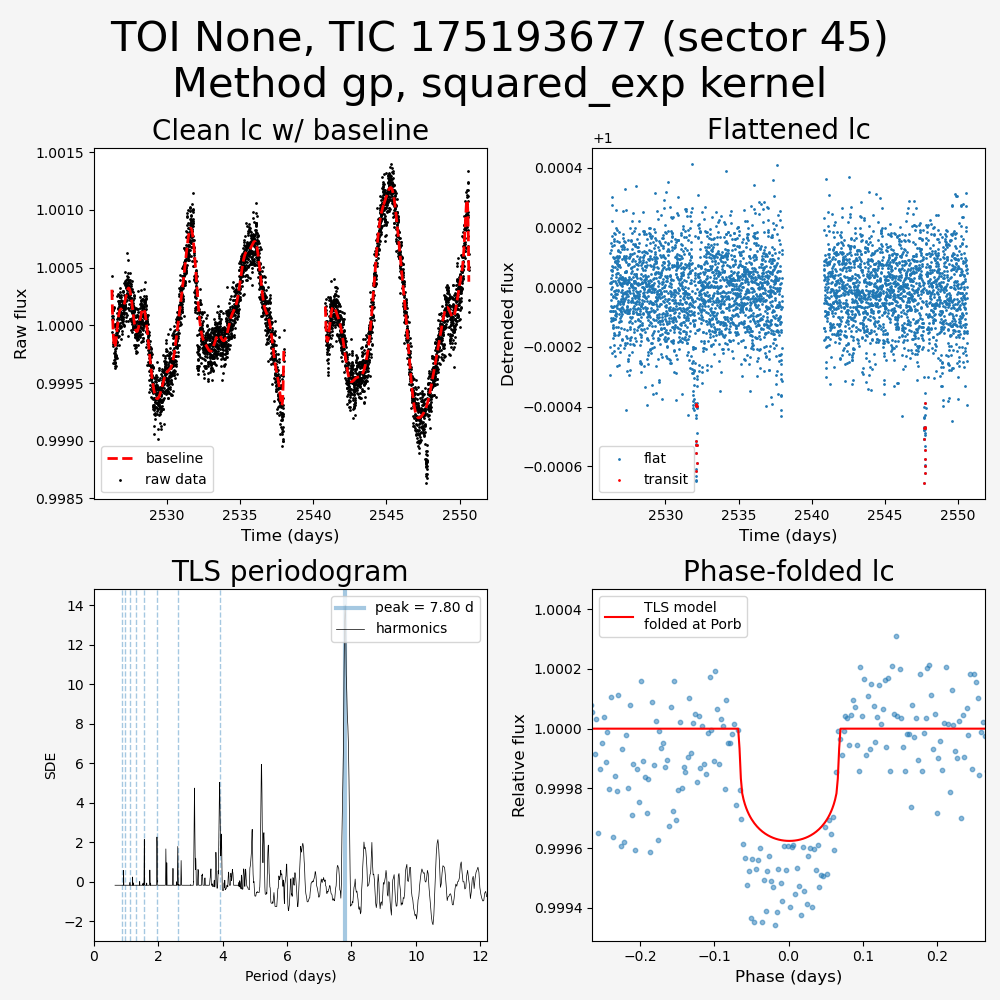 TOI None, TIC 175193677 (sector 45)
Method gp, squared_exp kernel
Clean lc w/ baseline
1.0015
1.0010
1.0005
1.0000
0.9995
0.9990
0.9985
Raw flux
baseline
raw data
2530 2535 2540 2545 2550
Time (days)
Flattened lc
+1
0.0004
0.0002
0.0000
−0.0002
−0.0004
−0.0006
Detrended flux
flat
transit
2530 2535 2540 2545 2550
Time (days)
TLS periodogram
14
12
10
8
6
4
2
0
−2
SDE
peak = 7.80 d
harmonics
0 2 4 6 8 10 12
Period (days)
Phase-folded lc
1.0004
1.0002
1.0000
0.9998
0.9996
0.9994
Relative flux
TLS model
folded at Porb
−0.2 −0.1 0.0 0.1 0.2
Phase (days)